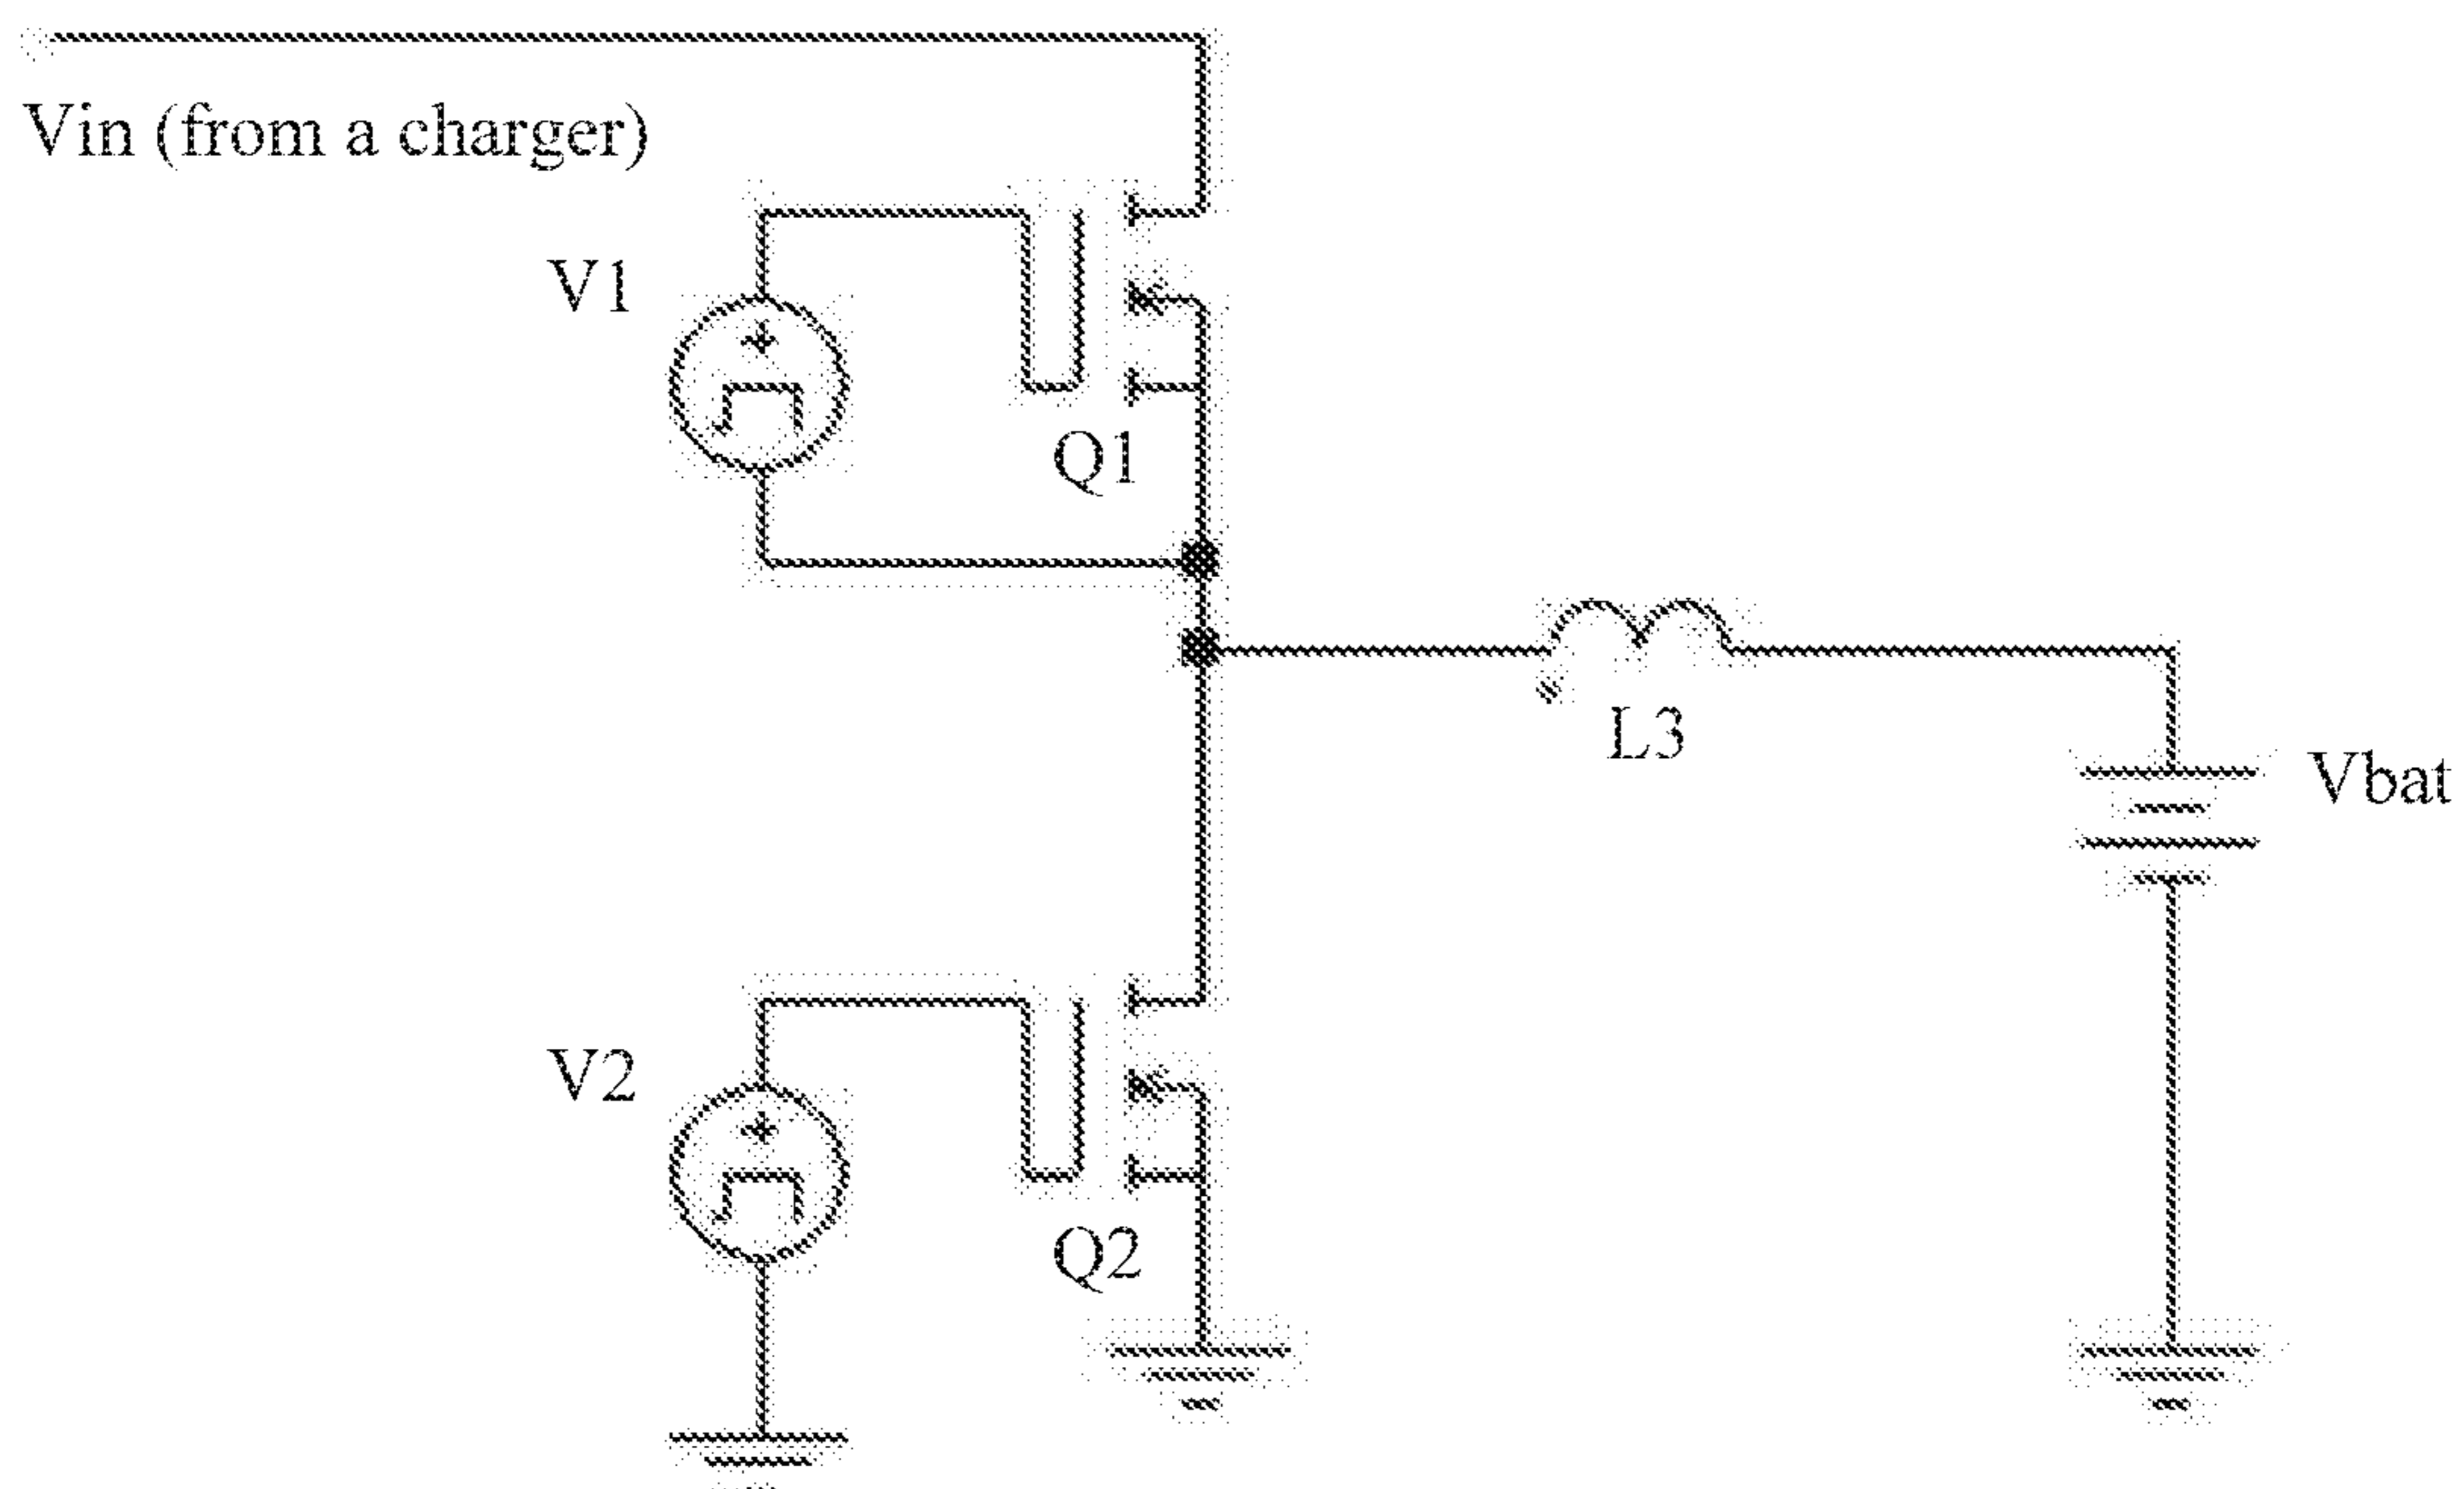 Vin (from a charger)
V1
Q1
L3
Vbat
V2
Q2